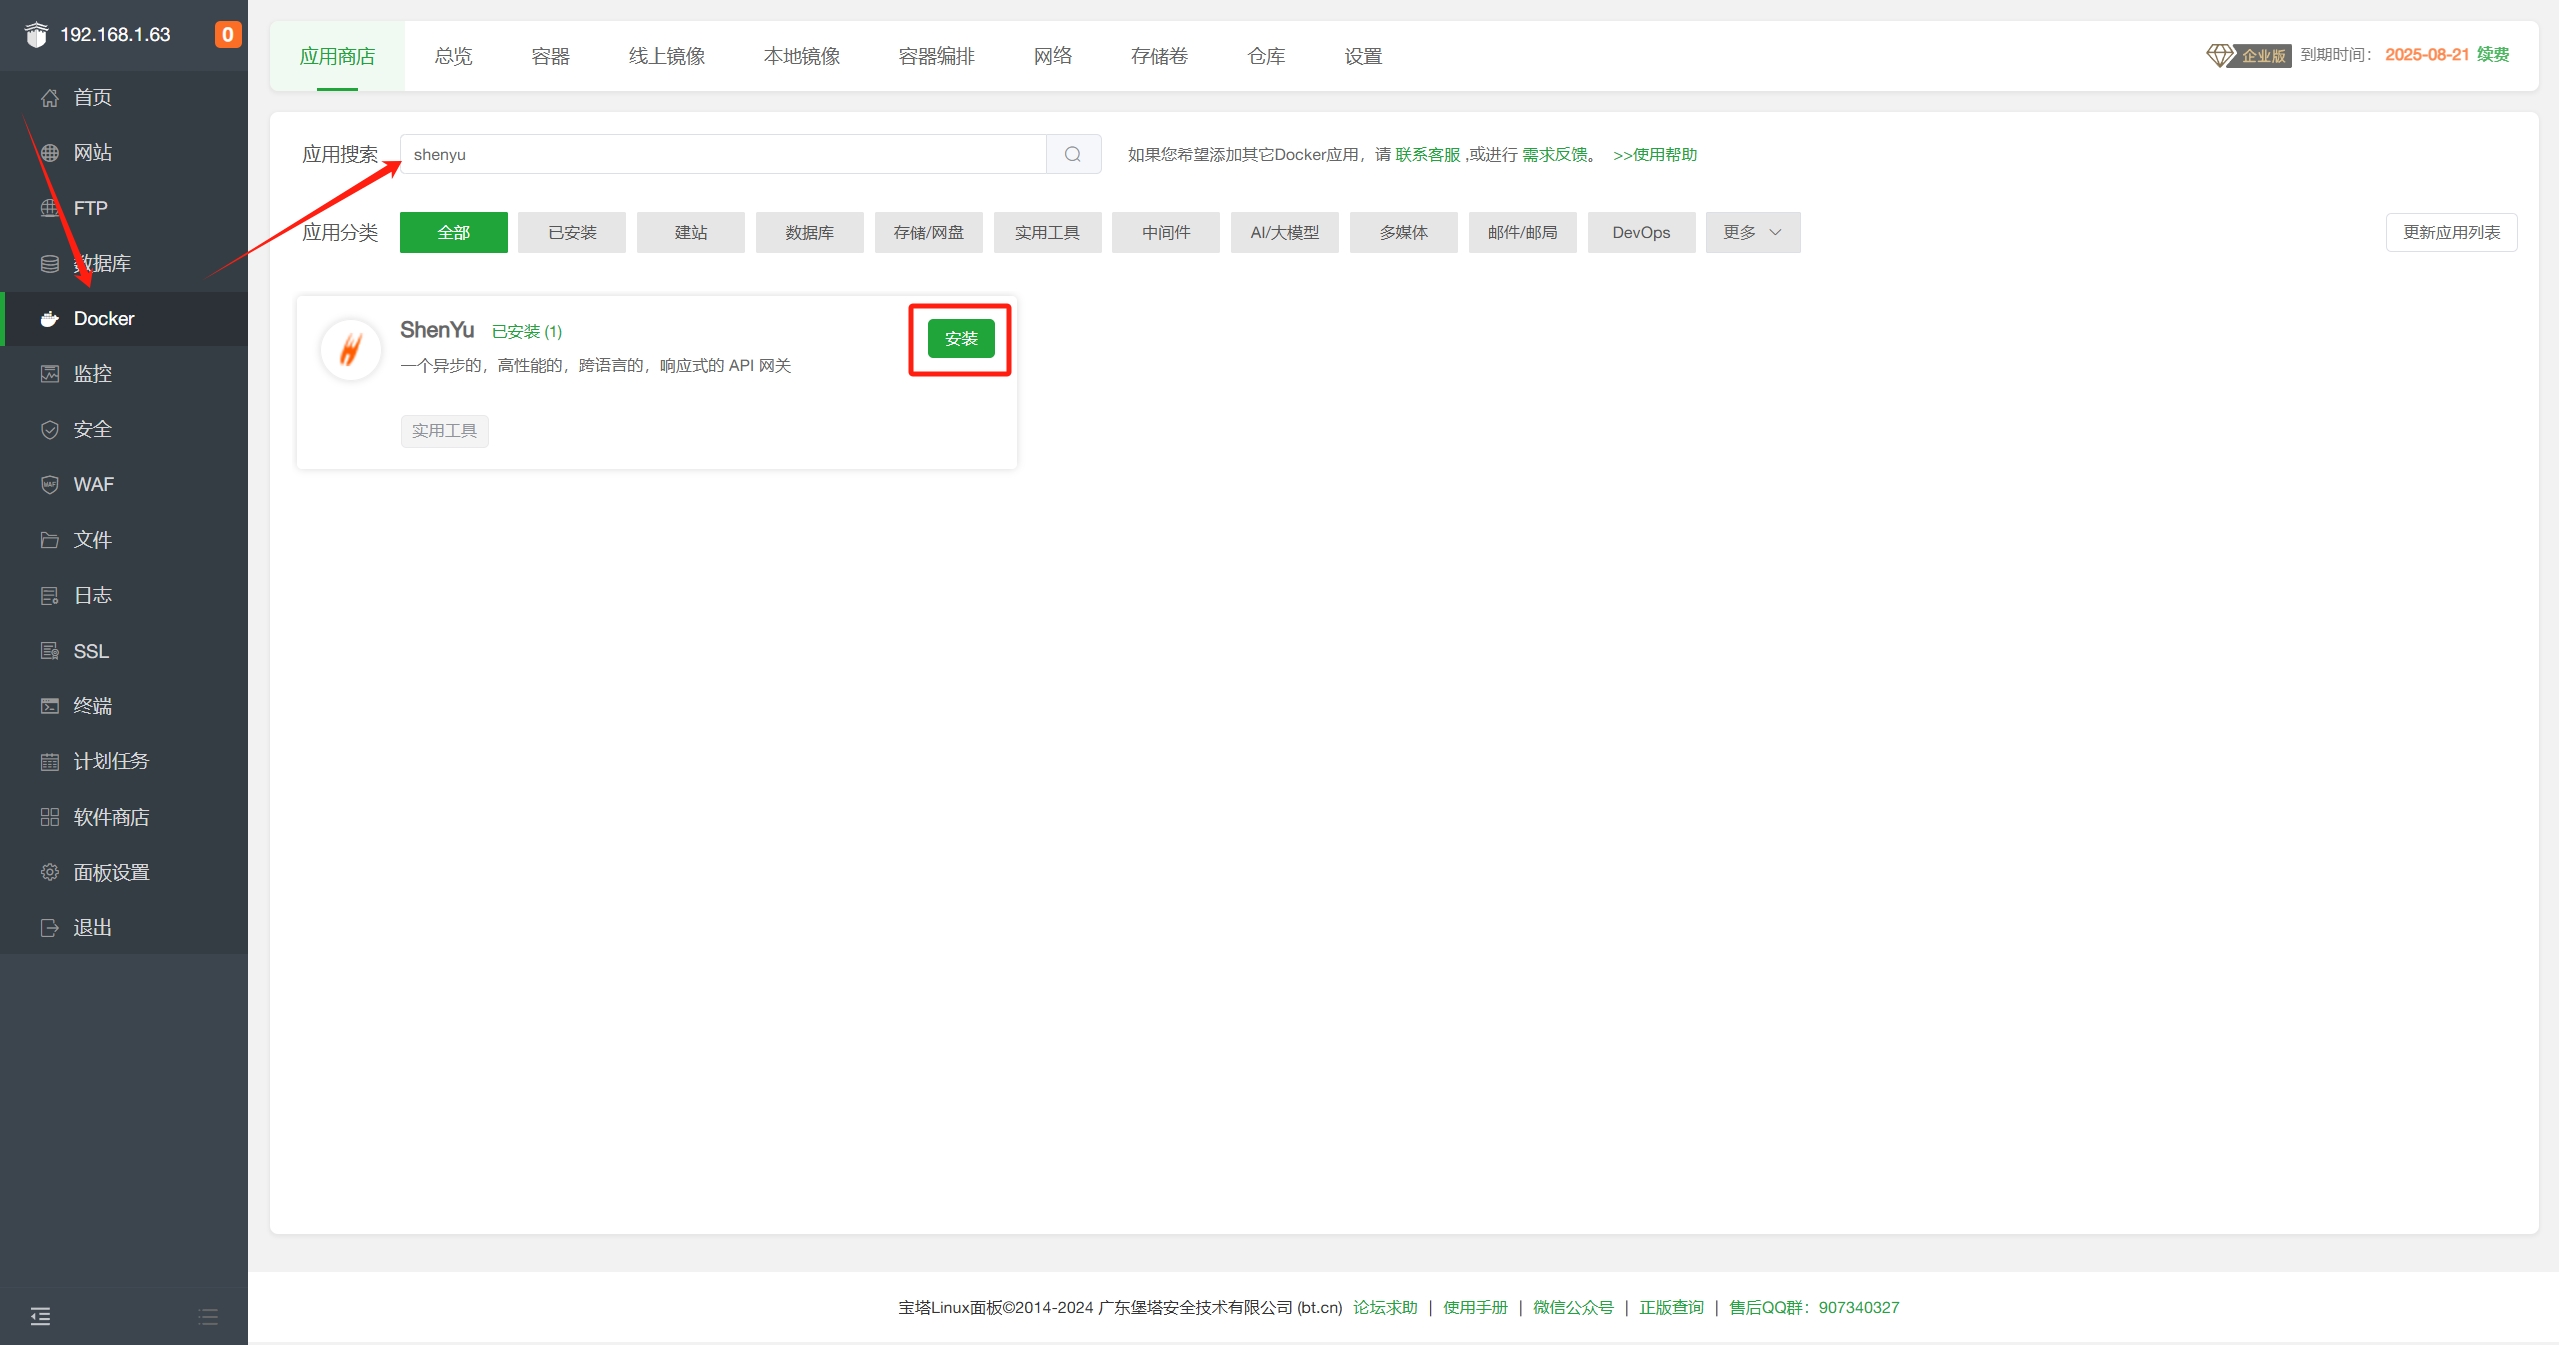 192.168.1.63
0
首页
网站
FTP
数据库
Docker
监控
安全
WAF
文件
日志
SSL
终端
计划任务
软件商店
面板设置
退出
应用商店 总览 容器 线上镜像 本地镜像 容器编排 网络 存储卷 仓库 设置
企业版 到期时间： 2025-08-21 续费
应用搜索 shenyu 如果您希望添加其它Docker应用，请 联系客服 ,或进行 需求反馈。 >>使用帮助
应用分类 全部 已安装 建站 数据库 存储/网盘 实用工具 中间件 AI/大模型 多媒体 邮件/邮局 DevOps 更多 更新应用列表
ShenYu 已安装 (1) 安装
一个异步的，高性能的，跨语言的，响应式的 API 网关
实用工具
宝塔Linux面板©2014-2024 广东堡塔安全技术有限公司 (bt.cn) 论坛求助 | 使用手册 | 微信公众号 | 正版查询 | 售后QQ群：907340327